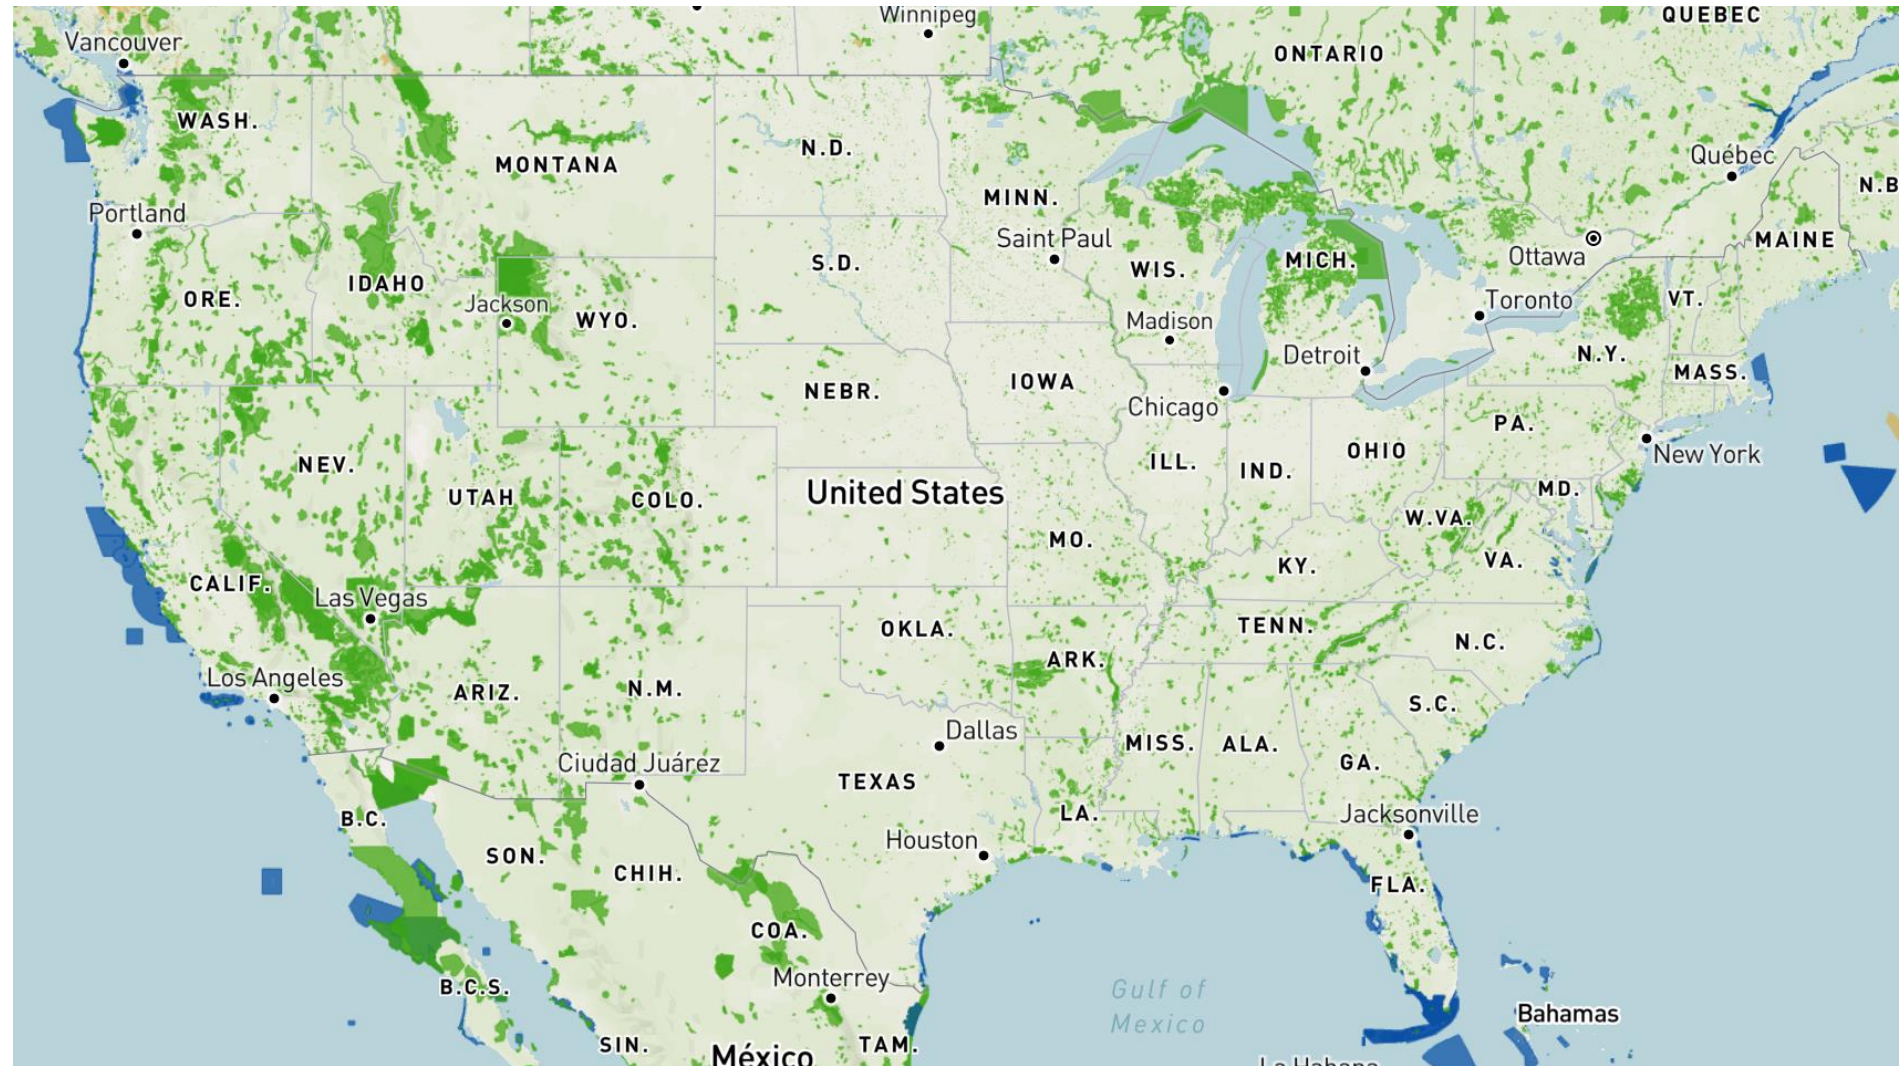 Winnipeg
QUEBEC
Vancouver
ONTARIO
WASH.
MONTANA
N.D.
Québec
MINN.
N.B
Portland
Saint Paul
Ottawa
MAINE
IDAHO
S.D.
WIS.
MICH.
ORE.
Jackson
WYO.
Madison
Toronto
VT.
Detroit
N.Y.
MASS.
NEBR.
IOWA
Chicago
PA.
NEV.
UTAH
COLO.
United States
ILL.
IND.
OHIO
New York
MD.
W.VA.
MO.
KY.
VA.
CALIF.
Las Vegas
OKLA.
TENN.
N.C.
Los Angeles
ARIZ.
N.M.
ARK.
S.C.
Dallas
MISS.
ALA.
Ciudad Juárez
TEXAS
GA.
B.C.
LA.
Jacksonville
SON.
CHIH.
Houston
FLA.
COA.
B.C.S.
Monterrey
Gulf of
Mexico
Bahamas
SIN.
México
TAM.
La Habana